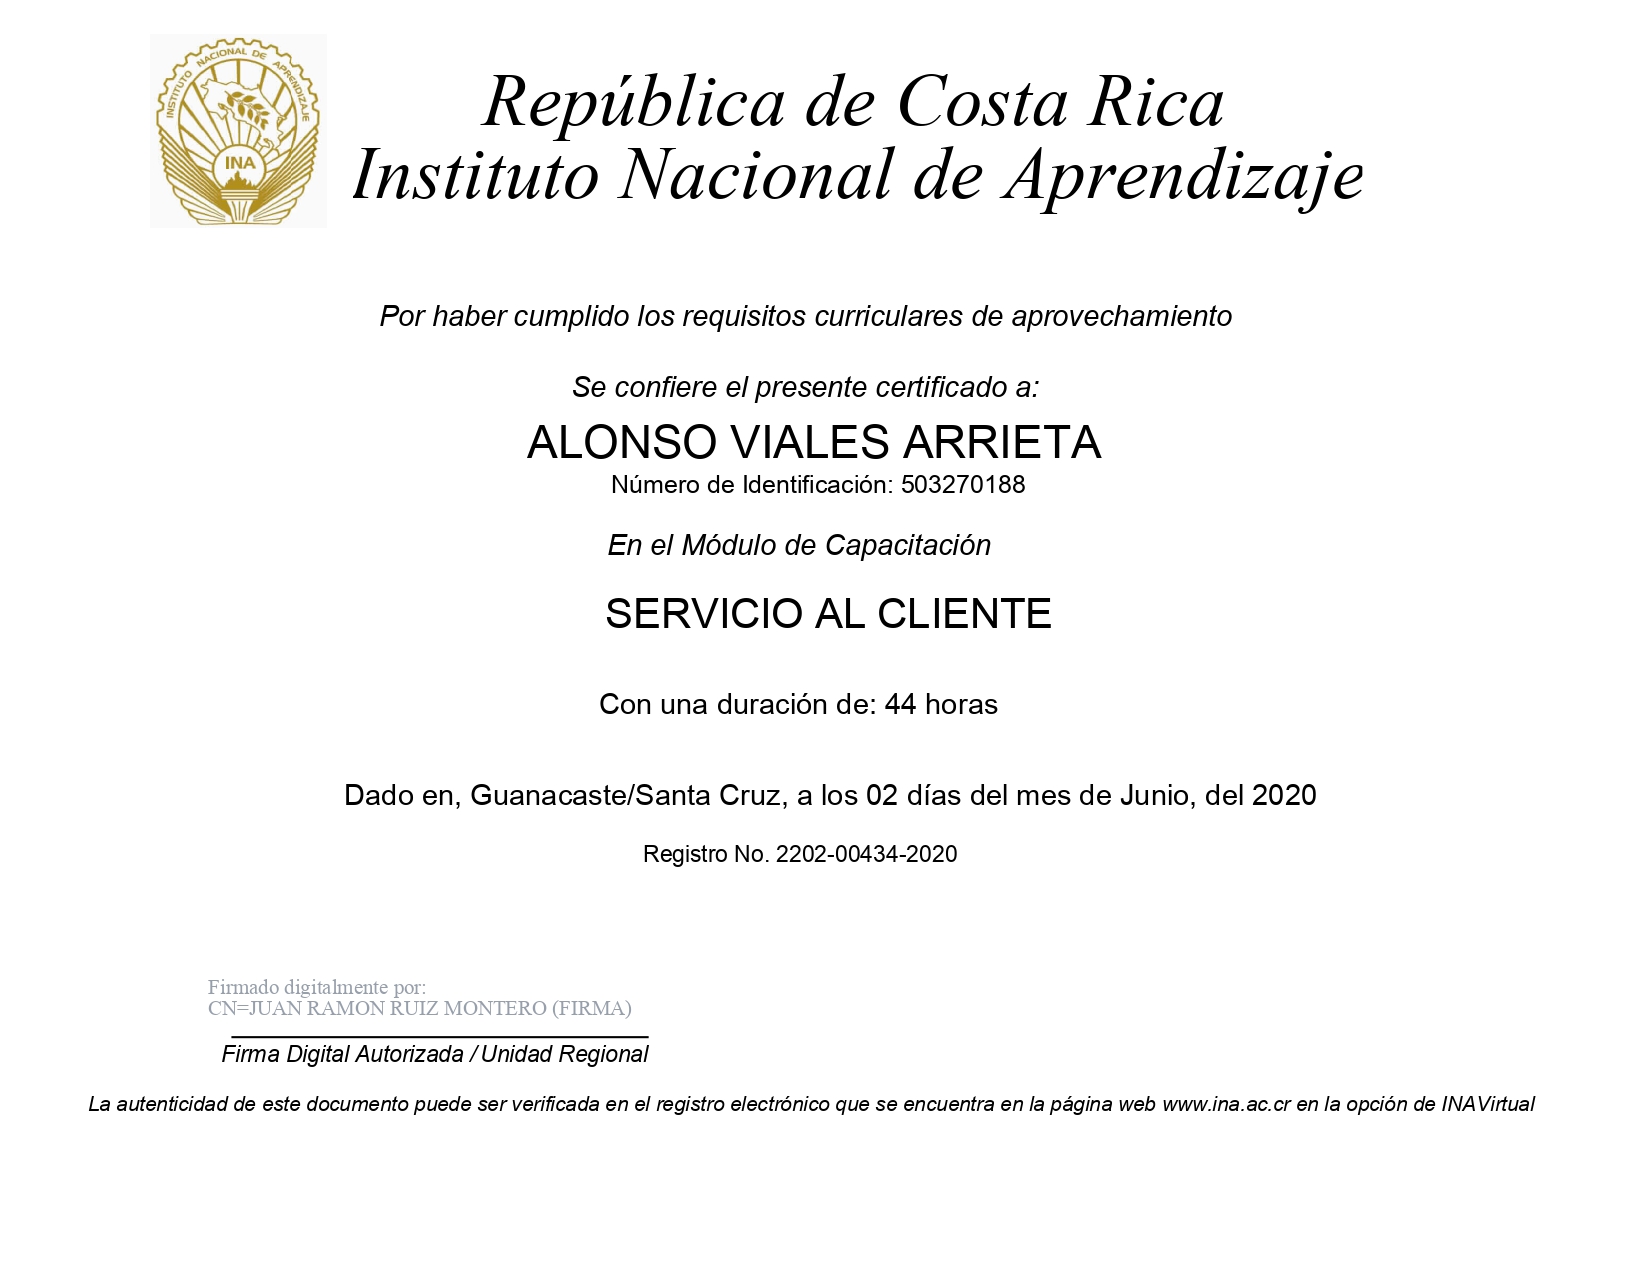 INSTITUTO NACIONAL DE APRENDIZAJE
INA
República de Costa Rica
Instituto Nacional de Aprendizaje
Por haber cumplido los requisitos curriculares de aprovechamiento
Se confiere el presente certificado a:
ALONSO VIALES ARRIETA
Número de Identificación: 503270188
En el Módulo de Capacitación
SERVICIO AL CLIENTE
Con una duración de: 44 horas
Dado en, Guanacaste/Santa Cruz, a los 02 días del mes de Junio, del 2020
Registro No. 2202-00434-2020
Firmado digitalmente por:
CN=JUAN RAMON RUIZ MONTERO (FIRMA)
Firma Digital Autorizada / Unidad Regional
La autenticidad de este documento puede ser verificada en el registro electrónico que se encuentra en la página web www.ina.ac.cr en la opción de INAVirtual